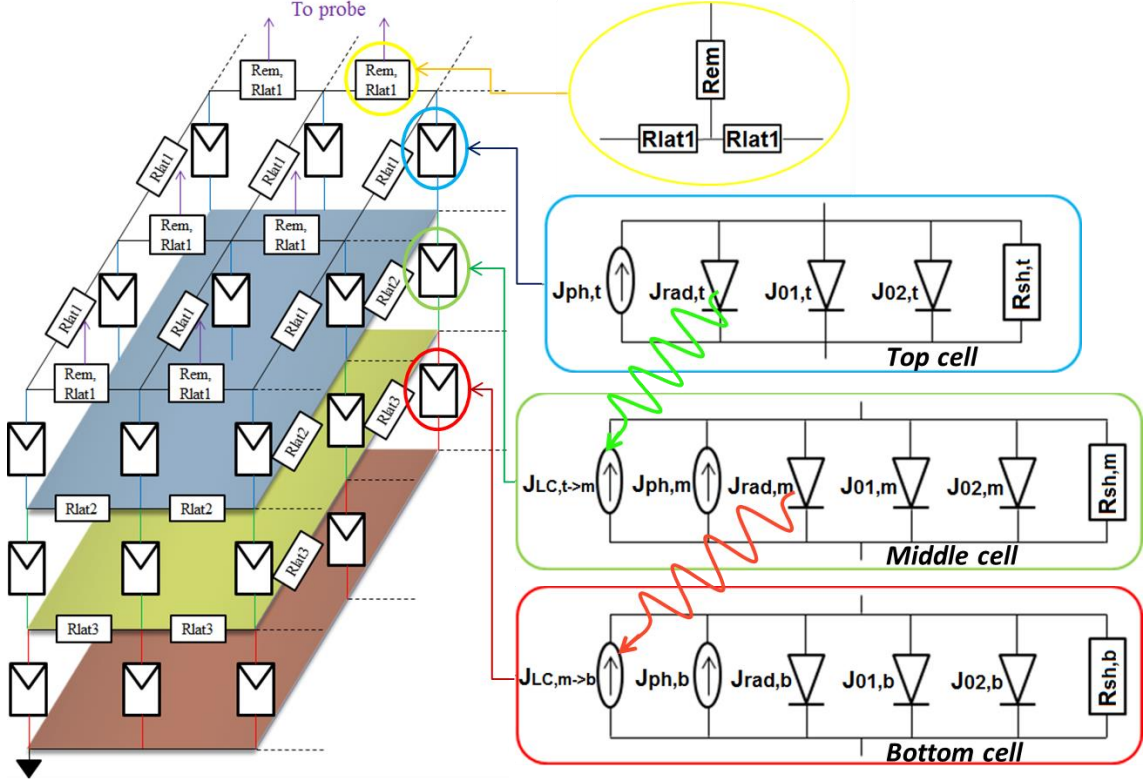 To probe
Rem,
Rlat1
Rem,
Rlat1
Rem
Rlat1
Rlat1
Rlat1
Rlat1
Rlat1
Rem,
Rlat1
Rem,
Rlat1
Rlat2
Rlat1
Rlat1
Rlat1
Rem,
Rlat1
Rem,
Rlat1
Rlat3
Rlat2
Rlat2
Rlat2
Rlat3
Rlat3
Rlat3
Jph,t
Jrad,t
J01,t
J02,t
Rsh,t
Top cell
JLC,t->m
Jph,m
Jrad,m
J01,m
J02,m
Rsh,m
Middle cell
JLC,m->b
Jph,b
Jrad,b
J01,b
J02,b
Rsh,b
Bottom cell